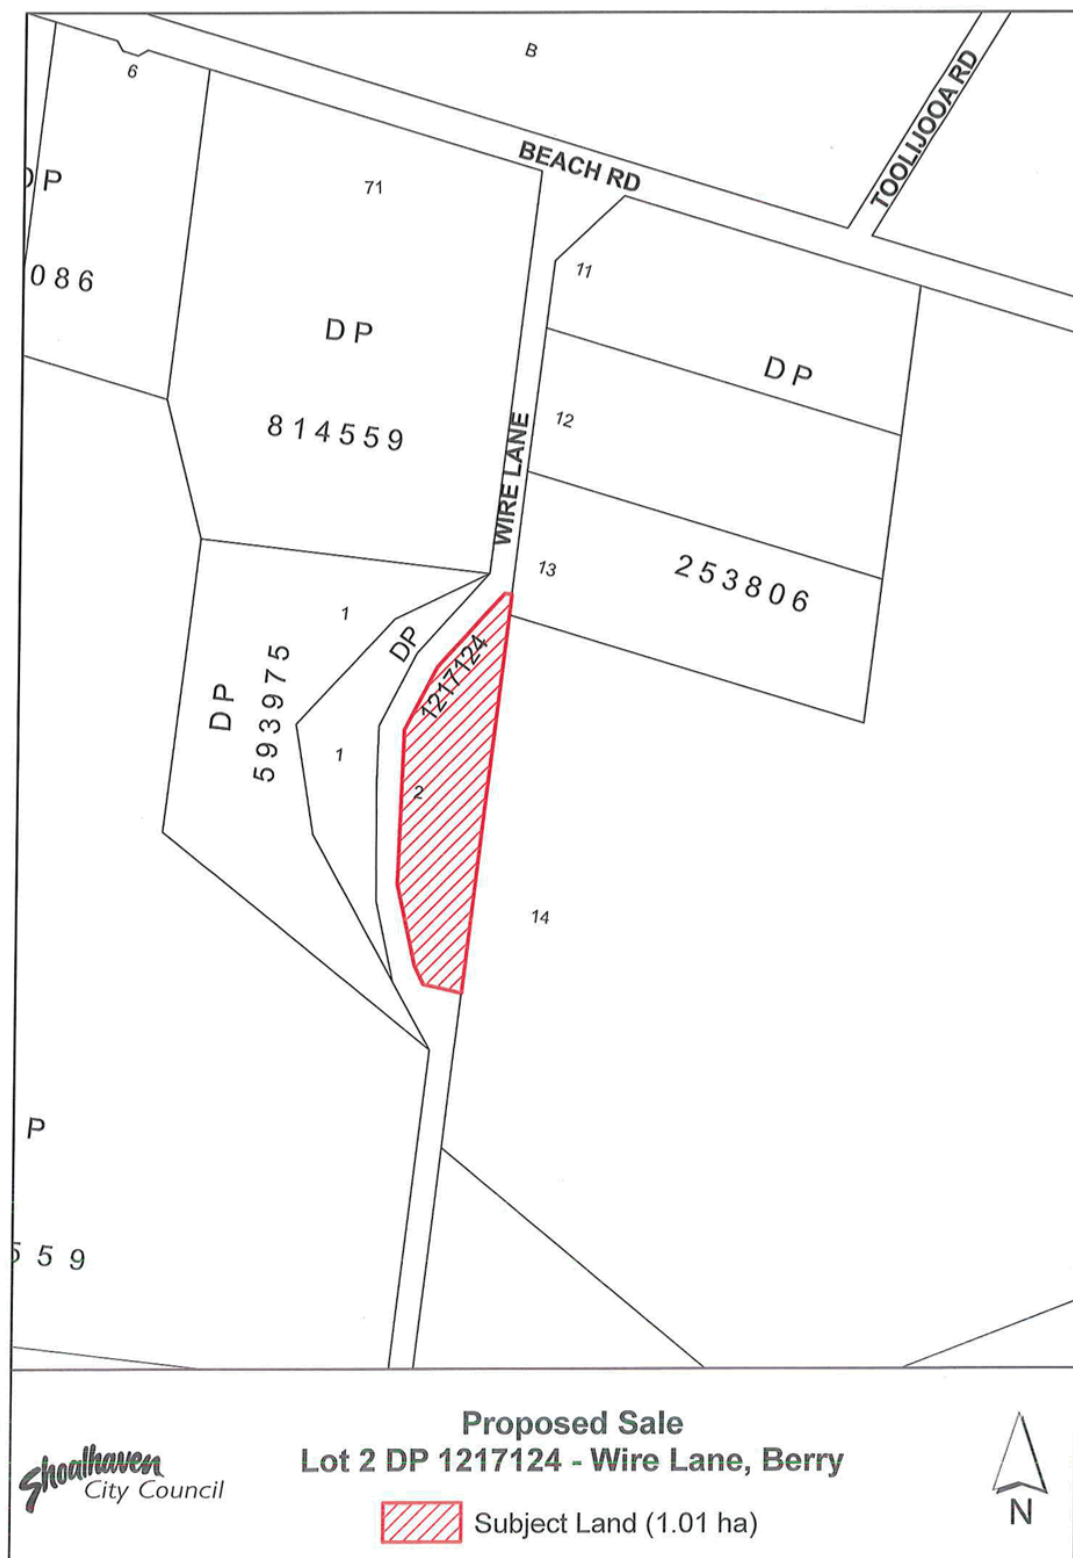 B
6
BEACH RD
TOOLIJOOA RD
DP
71
11
086
DP
DP
814559
12
WIRE LANE
13
253806
1
DP
1217124
DP
593975
1
2
14
P
559
Proposed Sale
Lot 2 DP 1217124 - Wire Lane, Berry
Shoalhaven
City Council
Subject Land (1.01 ha)
N